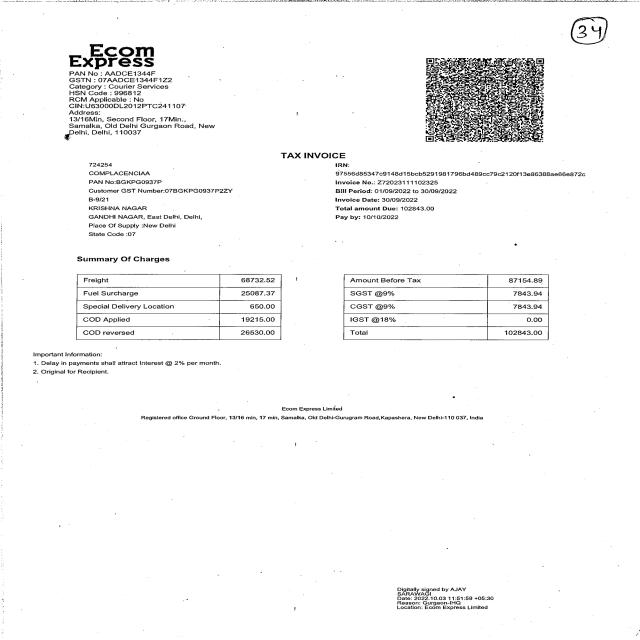 34
Ecom
Express
PAN No : AADCE1344F
GSTN : 07AADCE1344F1Z2
Category : Courier Services
HSN Code : 996812
RCM Applicable : No
CIN:U63000DL2012PTC241107
Address:
13/16Min, Second Floor, 17Min.,
Samalka, Old Delhi Gurgaon Road, New
Delhi, Delhi, 110037
TAX INVOICE
724254
COMPLACENCIAA
PAN No:BGKPG0937P
Customer GST Number:07BGKPG0937P2ZY
B-9/21
KRISHNA NAGAR
GANDHI NAGAR, East Delhi, Delhi,
Place Of Supply :New Delhi
State Code :07
IRN:
Invoice No.: Z72023111102325
Bill Period: 01/09/2022 to 30/09/2022
Invoice Date: 30/09/2022
Total amount Due: 102843.00
Pay by: 10/10/2022
Summary Of Charges
Freight 68732.52
Fuel Surcharge 25087.37
Special Delivery Location 650.00
COD Applied 19215.00
COD reversed 26530.00
Amount Before Tax 87154.89
SGST @9% 7843.94
CGST @9% 7843.94
IGST @18% 0.00
Total 102843.00
Important Information:
1. Delay in payments shall attract Interest @ 2% per month.
2. Original for Recipient.
Ecom Express Limited
Registered office Ground Floor, 13/16 min, 17 min, Samalka, Old Delhi-Gurugram Road,Kapashera, New Delhi-110 037, India
Digitally signed by AJAY
SARAWAGI
Date: 2022.10.03 11:51:59 +05:30
Reason: Gurgaon-IHQ
Location: Ecom Express Limited